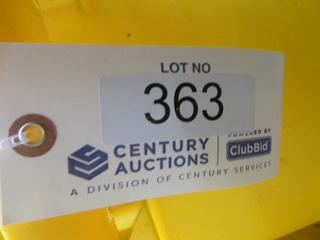 LOT NO
363
POWERED BY
CENTURY
AUCTIONS
ClubBid
A DIVISION OF CENTURY SERVICES